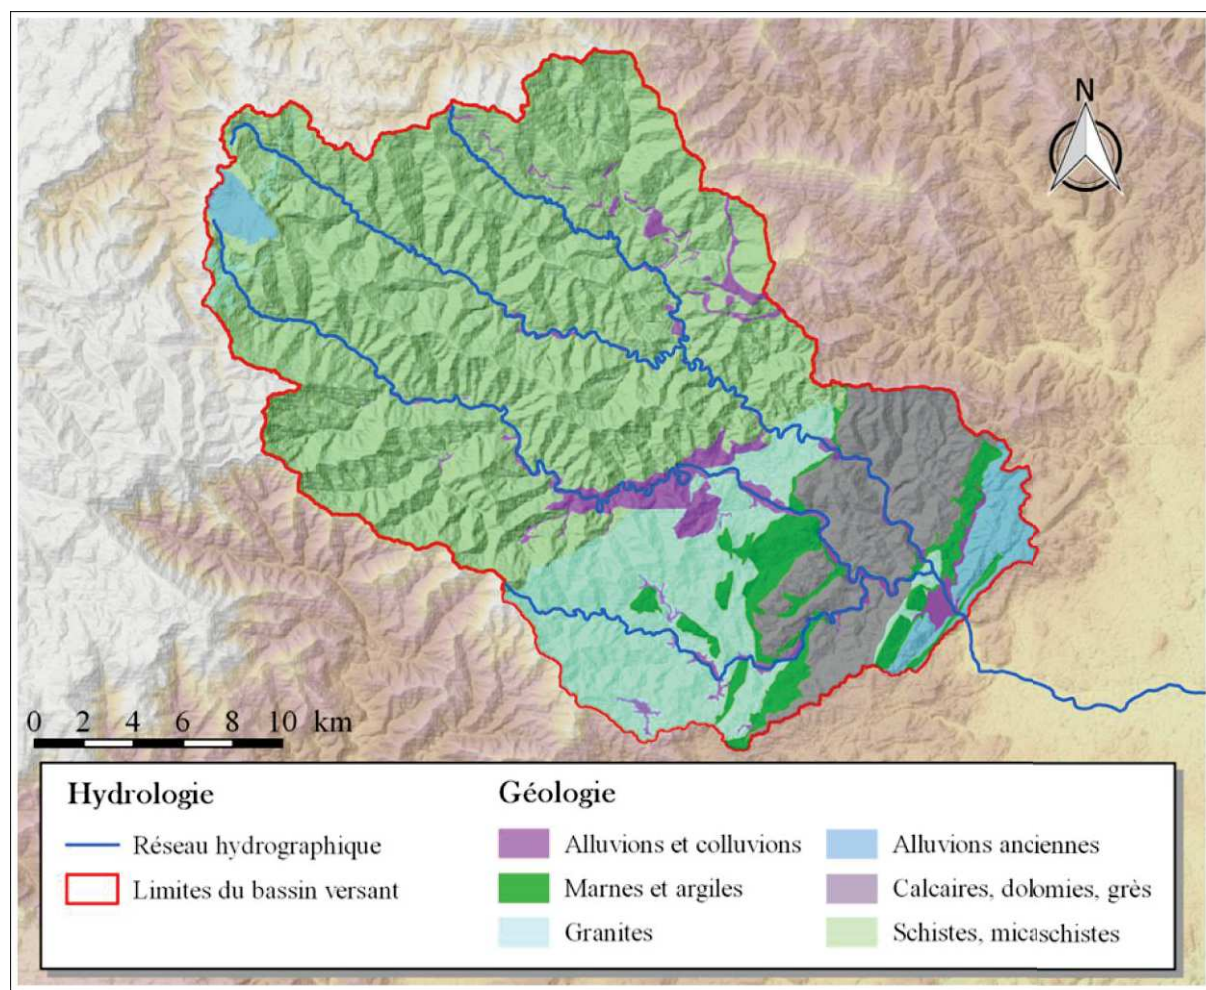 N
0 2 4 6 8 10 km
Hydrologie
Réseau hydrographique
Limites du bassin versant
Géologie
Alluvions et colluvions
Marnes et argiles
Granites
Alluvions anciennes
Calcaires, dolomies, grès
Schistes, micaschistes